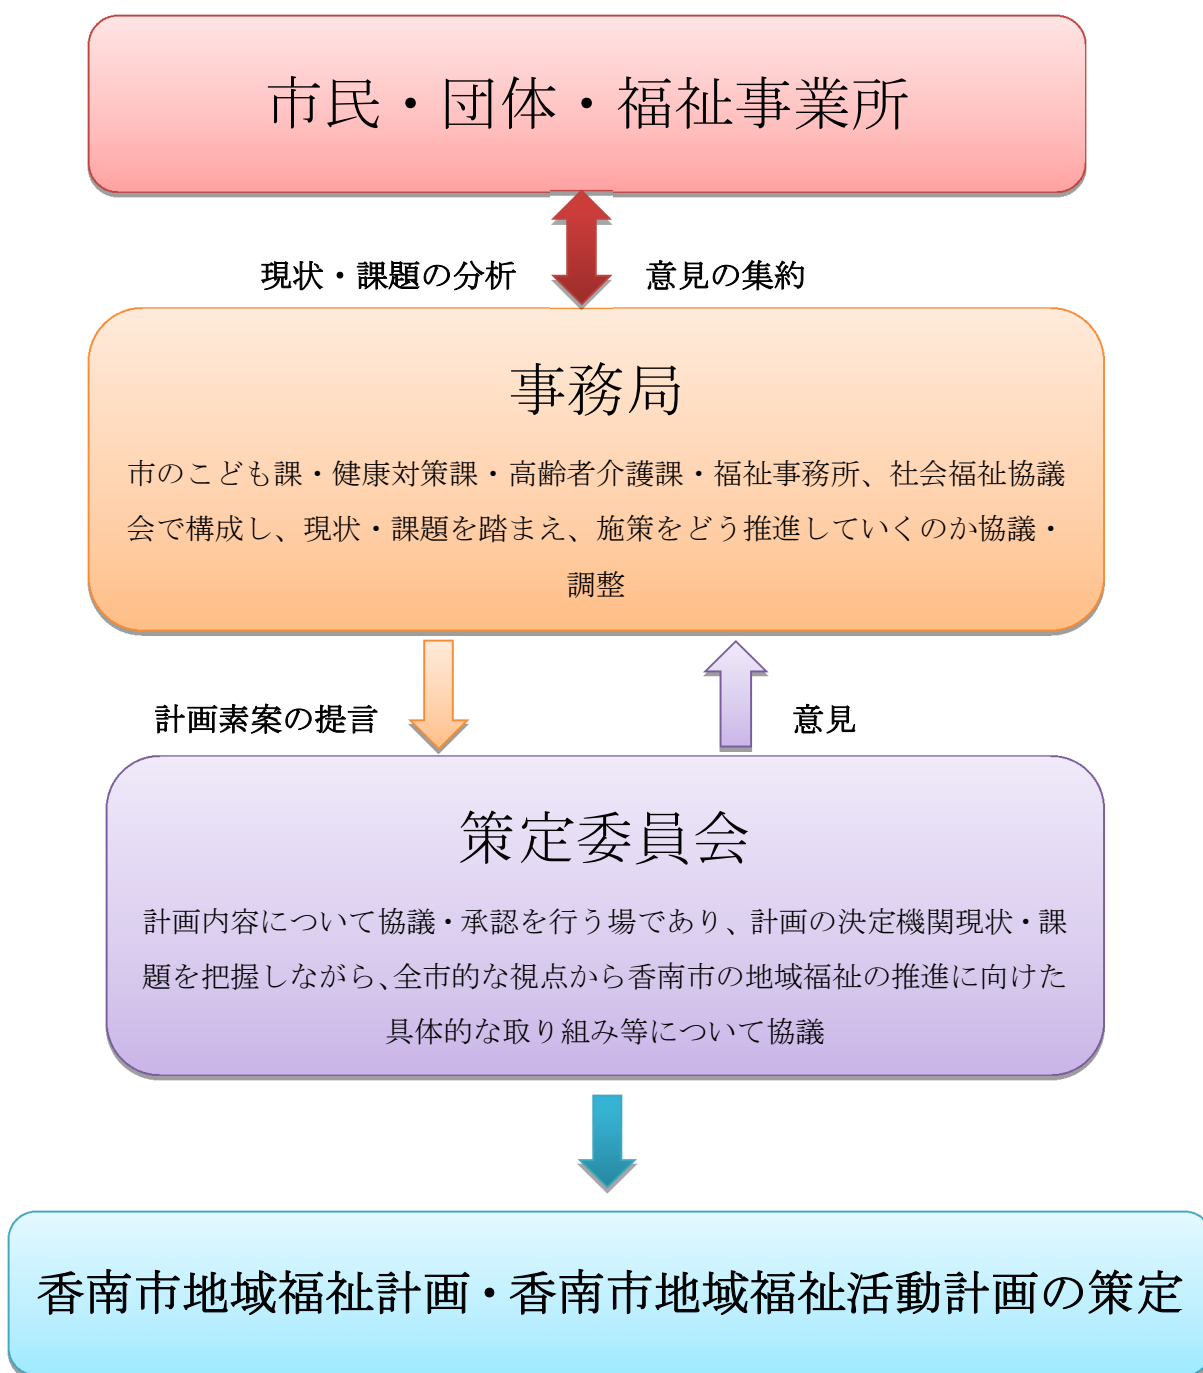 市民・団体・福祉事業所
現状・課題の分析
意見の集約
事務局
市のこども課・健康対策課・高齢者介護課・福祉事務所、社会福祉協議
会で構成し、現状・課題を踏まえ、施策をどう推進していくのか協議・
調整
計画素案の提言
意見
策定委員会
計画内容について協議・承認を行う場であり、計画の決定機関現状・課
題を把握しながら、全市的な視点から香南市の地域福祉の推進に向けた
具体的な取り組み等について協議
香南市地域福祉計画・香南市地域福祉活動計画の策定